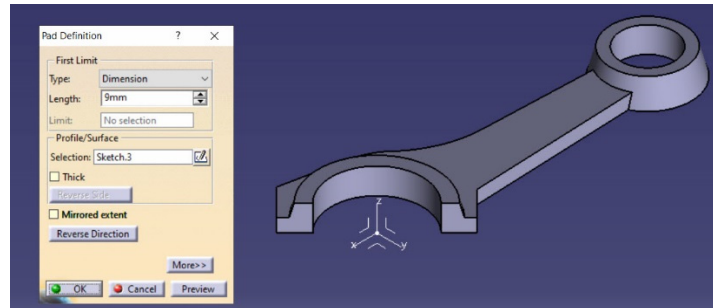 Pad Definition ? ×
First Limit
Type: Dimension
Length: 9mm
Limit: No selection
Profile/Surface
Selection: Sketch.3
Thick
Reverse Side
Mirrored extent
Reverse Direction
More>>
OK Cancel Preview
z
x y